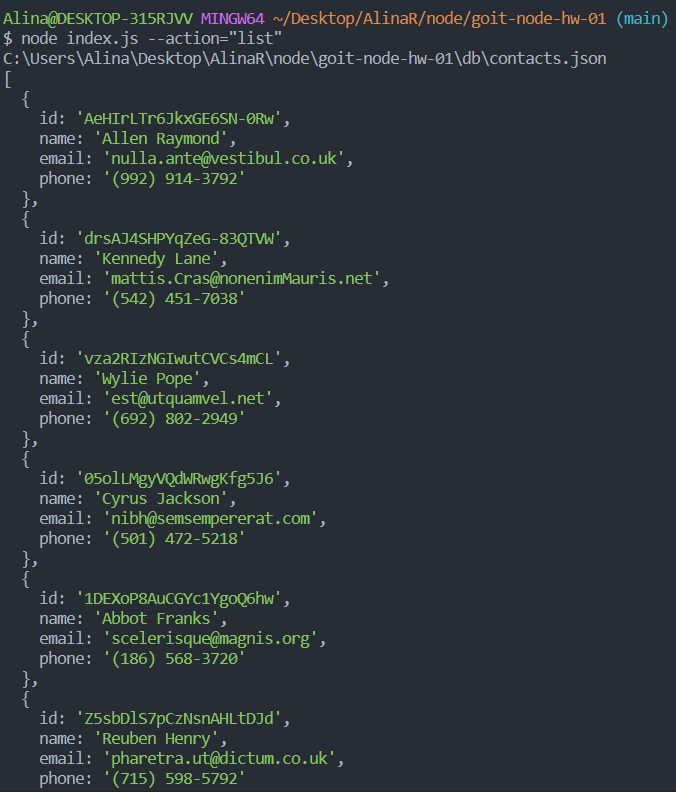 Alina@DESKTOP-315RJVV MINGW64 ~/Desktop/AlinaR/node/goit-node-hw-01 (main)
$ node index.js --action="list"
C:\Users\Alina\Desktop\AlinaR\node\goit-node-hw-01\db\contacts.json
[
  {
    id: 'AeHIrLTr6JkxGE6SN-0Rw',
    name: 'Allen Raymond',
    email: 'nulla.ante@vestibul.co.uk',
    phone: '(992) 914-3792'
  },
  {
    id: 'drsAJ4SHPYqZeG-83QTVW',
    name: 'Kennedy Lane',
    email: 'mattis.Cras@nonenimMauris.net',
    phone: '(542) 451-7038'
  },
  {
    id: 'vza2RIzNGIwutCVCs4mCL',
    name: 'Wylie Pope',
    email: 'est@utquamvel.net',
    phone: '(692) 802-2949'
  },
  {
    id: '05olLMgyVQdWRwgKfg5J6',
    name: 'Cyrus Jackson',
    email: 'nibh@semsempererat.com',
    phone: '(501) 472-5218'
  },
  {
    id: '1DEXoP8AuCGYc1YgoQ6hw',
    name: 'Abbot Franks',
    email: 'scelerisque@magnis.org',
    phone: '(186) 568-3720'
  },
  {
    id: 'Z5sbDlS7pCzNsnAHLtDJd',
    name: 'Reuben Henry',
    email: 'pharetra.ut@dictum.co.uk',
    phone: '(715) 598-5792'